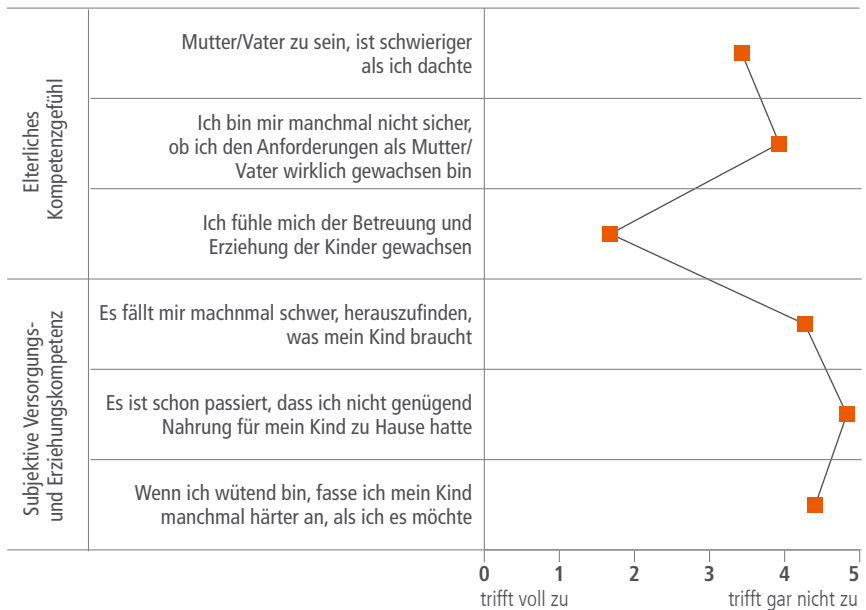 Elterliches
Kompetenzgefühl
Mutter/Vater zu sein, ist schwieriger
als ich dachte
Ich bin mir manchmal nicht sicher,
ob ich den Anforderungen als Mutter/
Vater wirklich gewachsen bin
Ich fühle mich der Betreuung und
Erziehung der Kinder gewachsen
Subjektive Versorgungs-
und Erziehungskompetenz
Es fällt mir machnmal schwer, herauszufinden,
was mein Kind braucht
Es ist schon passiert, dass ich nicht genügend
Nahrung für mein Kind zu Hause hatte
Wenn ich wütend bin, fasse ich mein Kind
manchmal härter an, als ich es möchte
0 1 2 3 4 5
trifft voll zu trifft gar nicht zu